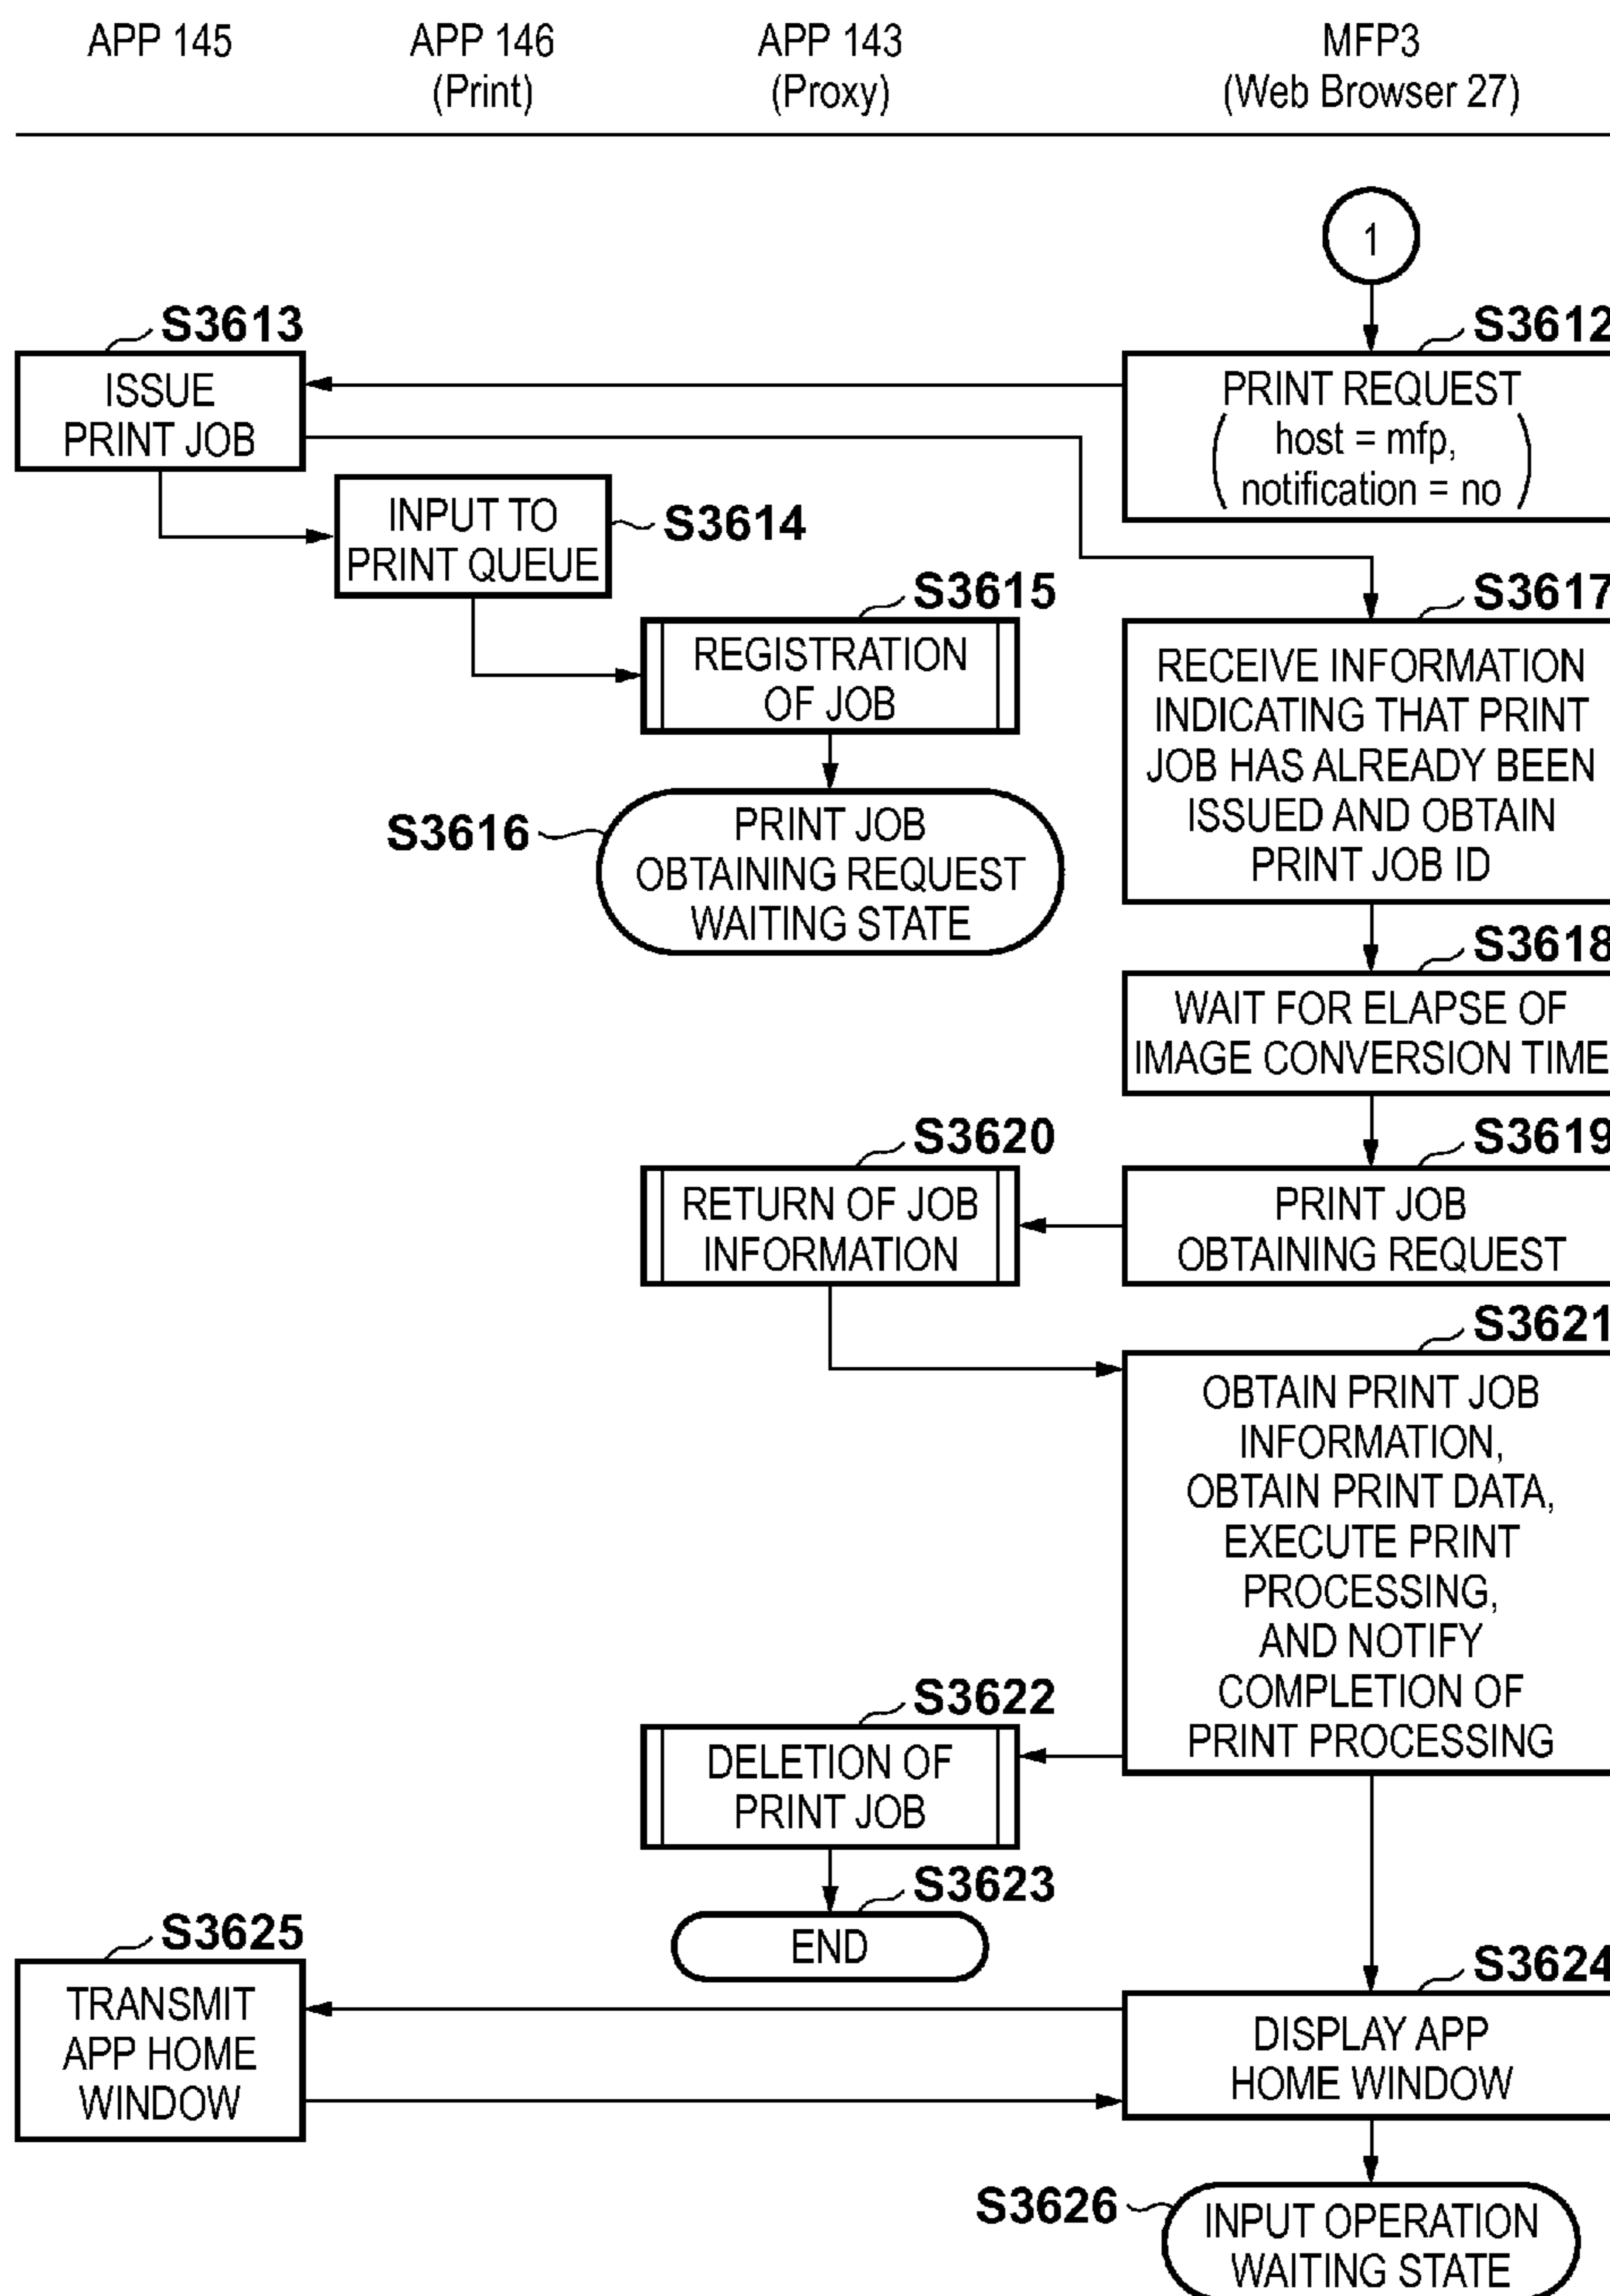 APP 145
APP 146
(Print)
APP 143
(Proxy)
MFP3
(Web Browser 27)
1
S3613
ISSUE
PRINT JOB
S3612
PRINT REQUEST
host = mfp,
notification = no
INPUT TO
PRINT QUEUE
S3614
S3615
REGISTRATION
OF JOB
S3616
PRINT JOB
OBTAINING REQUEST
WAITING STATE
S3617
RECEIVE INFORMATION
INDICATING THAT PRINT
JOB HAS ALREADY BEEN
ISSUED AND OBTAIN
PRINT JOB ID
S3618
WAIT FOR ELAPSE OF
IMAGE CONVERSION TIME
S3620
RETURN OF JOB
INFORMATION
S3619
PRINT JOB
OBTAINING REQUEST
S3621
OBTAIN PRINT JOB
INFORMATION,
OBTAIN PRINT DATA,
EXECUTE PRINT
PROCESSING,
AND NOTIFY
COMPLETION OF
PRINT PROCESSING
S3622
DELETION OF
PRINT JOB
S3623
END
S3625
TRANSMIT
APP HOME
WINDOW
S3624
DISPLAY APP
HOME WINDOW
S3626
INPUT OPERATION
WAITING STATE